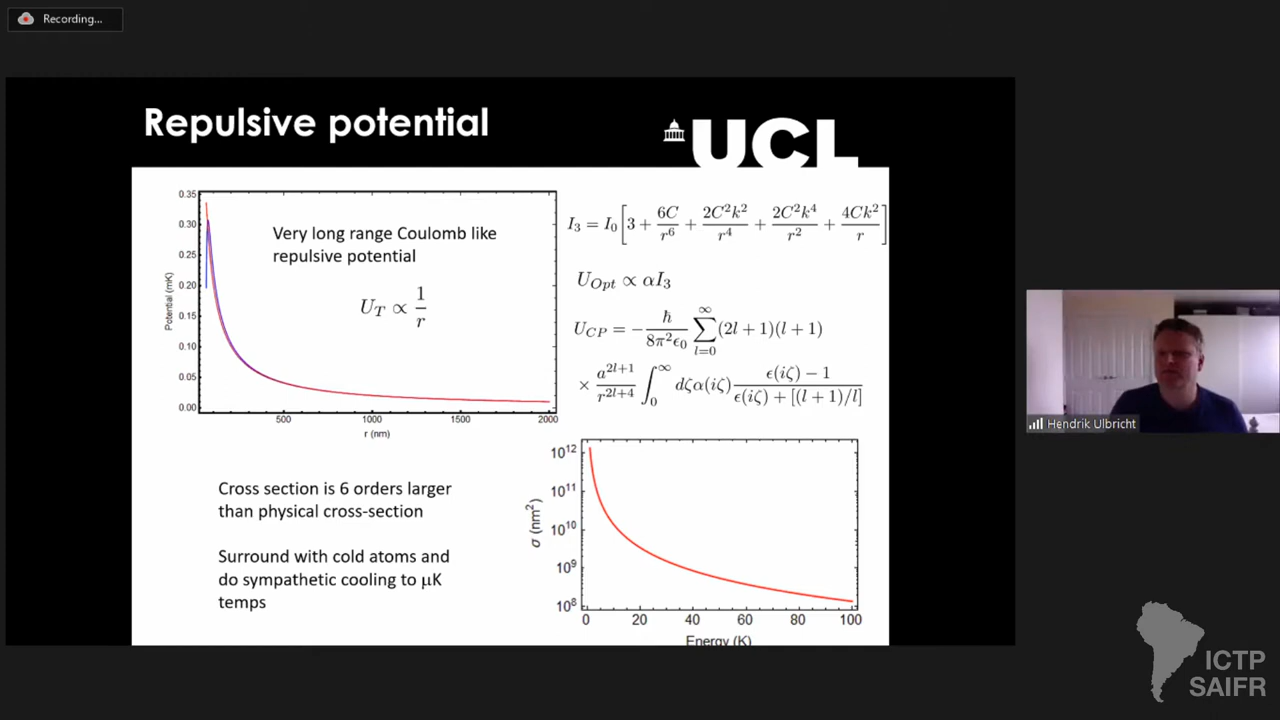 Recording...
Repulsive potential
UCL
0.35
0.30
0.25
0.20
0.15
0.10
0.05
0.00
Potential (mK)
500
1000
1500
2000
r (nm)
Very long range Coulomb like
repulsive potential
U_T ∝ 1/r
I_3 = I_0[3 + 6C/r^6 + 2C^2k^2/r^4 + 2C^2k^4/r^2 + 4Ck^2/r]
U_Opt ∝ αI_3
U_CP = −ħ/(8π^2ϵ_0) ∑_{l=0}^{∞} (2l + 1)(l + 1)
× a^{2l+1}/r^{2l+4} ∫_0^∞ dζα(iζ) (ϵ(iζ) − 1)/(ϵ(iζ) + [(l + 1)/l])
Cross section is 6 orders larger
than physical cross-section
Surround with cold atoms and
do sympathetic cooling to μK
temps
10^12
10^11
10^10
10^9
10^8
σ (nm^2)
0
20
40
60
80
100
Energy (K)
Hendrik Ulbricht
ICTP
SAIFR